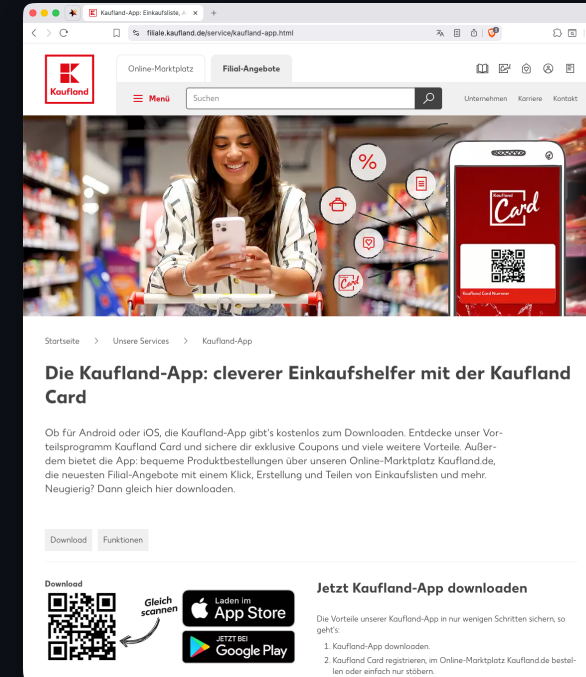 Kaufland-App: Einkaufsliste, A
filiale.kaufland.de/service/kaufland-app.html
Kaufland
Online-Marktplatz
Filial-Angebote
Menü
Suchen
Unternehmen
Karriere
Kontakt
%
Card
Kaufland
Card
Kaufland Card Nummer
Startseite > Unsere Services > Kaufland-App
Die Kaufland-App: cleverer Einkaufshelfer mit der Kaufland
Card
Ob für Android oder iOS, die Kaufland-App gibt's kostenlos zum Downloaden. Entdecke unser Vor-
teilsprogramm Kaufland Card und sichere dir exklusive Coupons und viele weitere Vorteile. Außer-
dem bietet die App: bequeme Produktbestellungen über unseren Online-Marktplatz Kaufland.de,
die neuesten Filial-Angebote mit einem Klick, Erstellung und Teilen von Einkaufslisten und mehr.
Neugierig? Dann gleich hier downloaden.
Download
Funktionen
Download
Gleich
scannen
Laden im
App Store
JETZT BEI
Google Play
Jetzt Kaufland-App downloaden
Die Vorteile unserer Kaufland-App in nur wenigen Schritten sichern, so
geht's:
1. Kaufland-App downloaden.
2. Kaufland Card registrieren, im Online-Marktplatz Kaufland.de bestel-
len oder einfach nur stöbern.